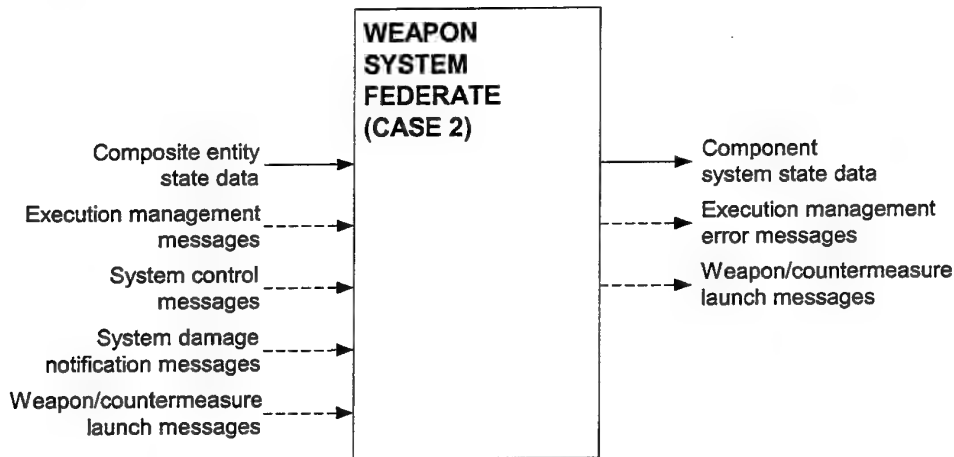 WEAPON
SYSTEM
FEDERATE
(CASE 2)
Composite entity
state data
Execution management
messages
System control
messages
System damage
notification messages
Weapon/countermeasure
launch messages
Component
system state data
Execution management
error messages
Weapon/countermeasure
launch messages